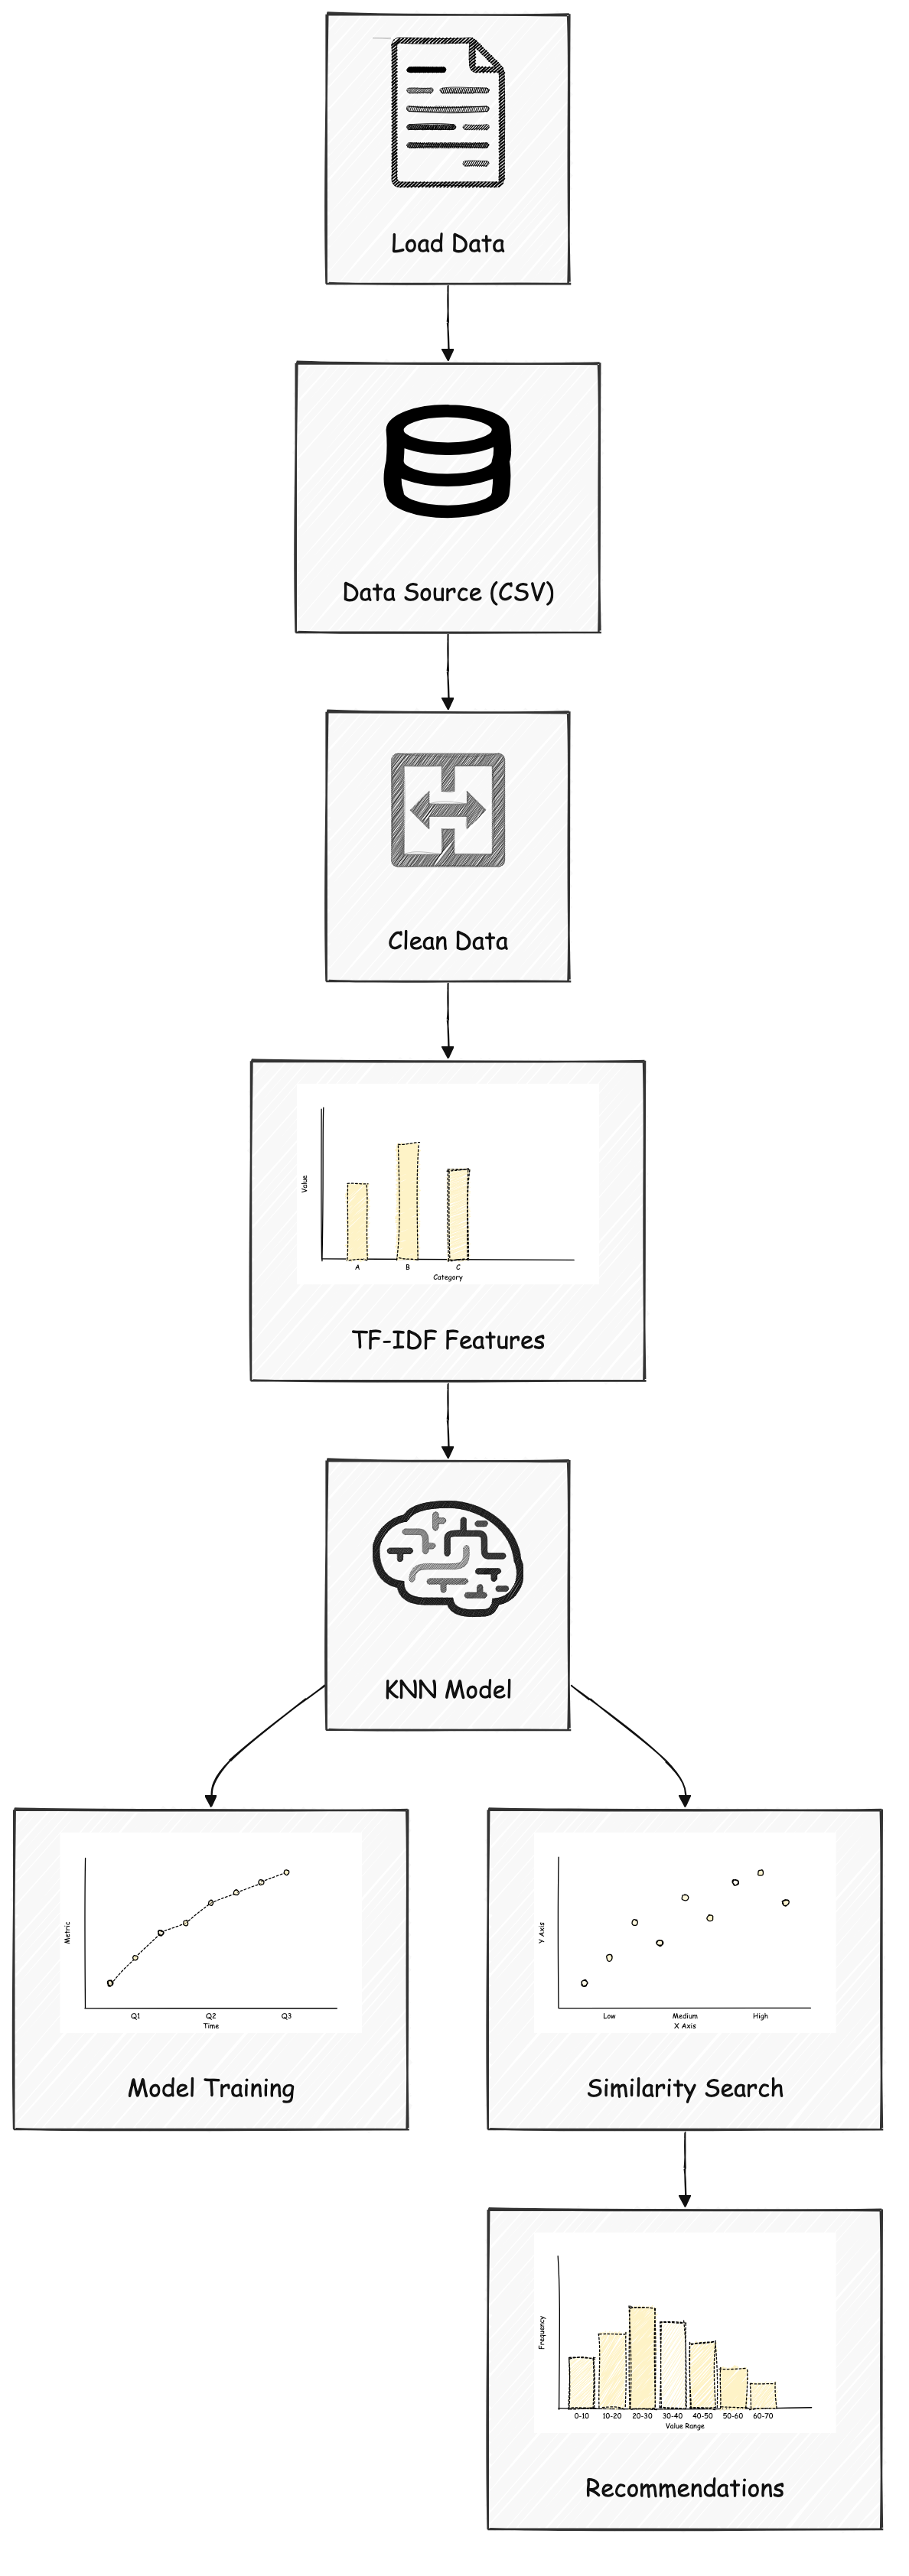 Load Data
Data Source (CSV)
Clean Data
Value
A B C
Category
TF-IDF Features
KNN Model
Metric
Q1 Q2 Q3
Time
Model Training
Y Axis
Low Medium High
X Axis
Similarity Search
Frequency
0-10 10-20 20-30 30-40 40-50 50-60 60-70
Value Range
Recommendations